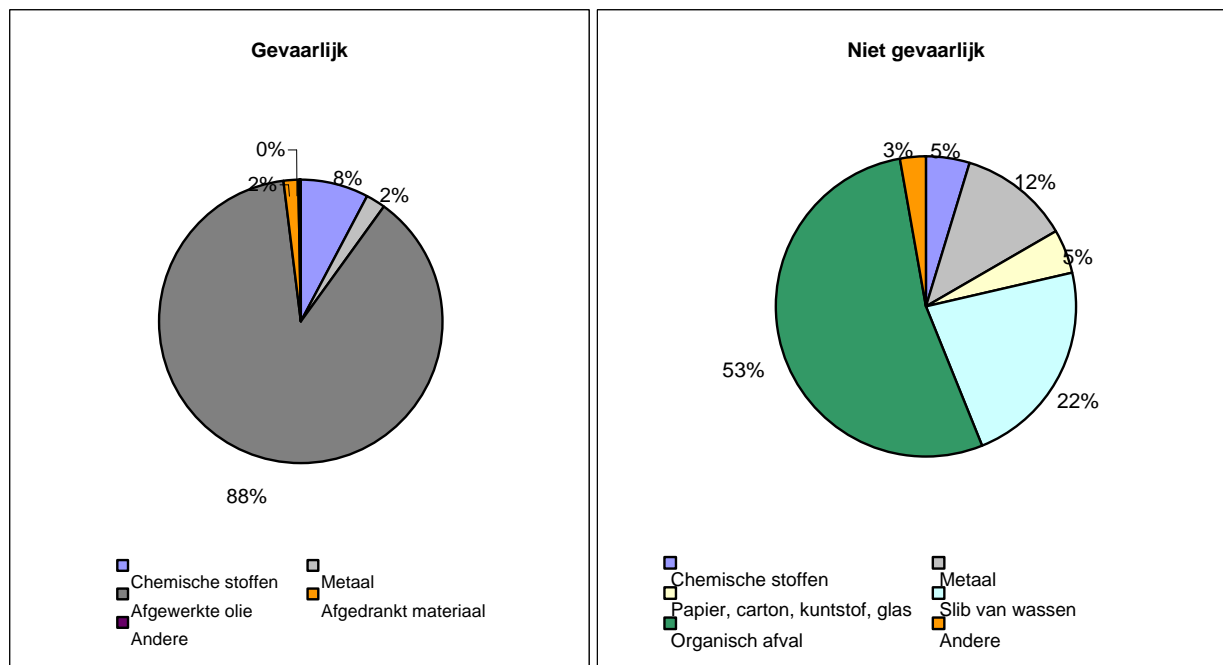 Gevaarlijk
0%
2%
8%
2%
88%
Chemische stoffen
Metaal
Afgewerkte olie
Afgedrankt materiaal
Andere
Niet gevaarlijk
3%
5%
12%
5%
53%
22%
Chemische stoffen
Metaal
Papier, carton, kuntstof, glas
Slib van wassen
Organisch afval
Andere